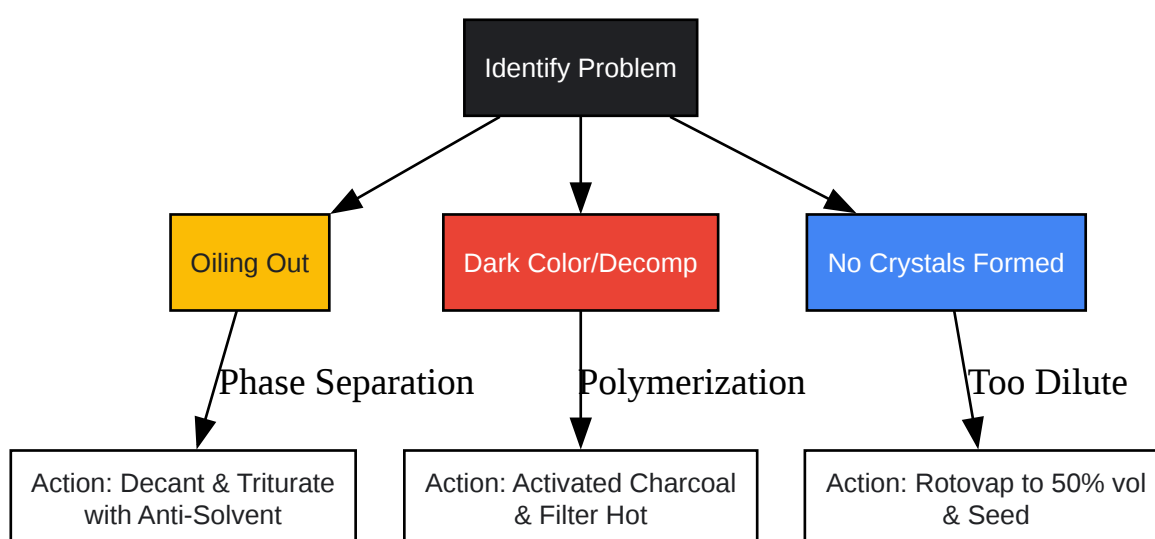 Identify Problem
Oiling Out
Dark Color/Decomp
No Crystals Formed
Phase Separation
Polymerization
Too Dilute
Action: Decant & Triturate
with Anti-Solvent
Action: Activated Charcoal
& Filter Hot
Action: Rotovap to 50% vol
& Seed